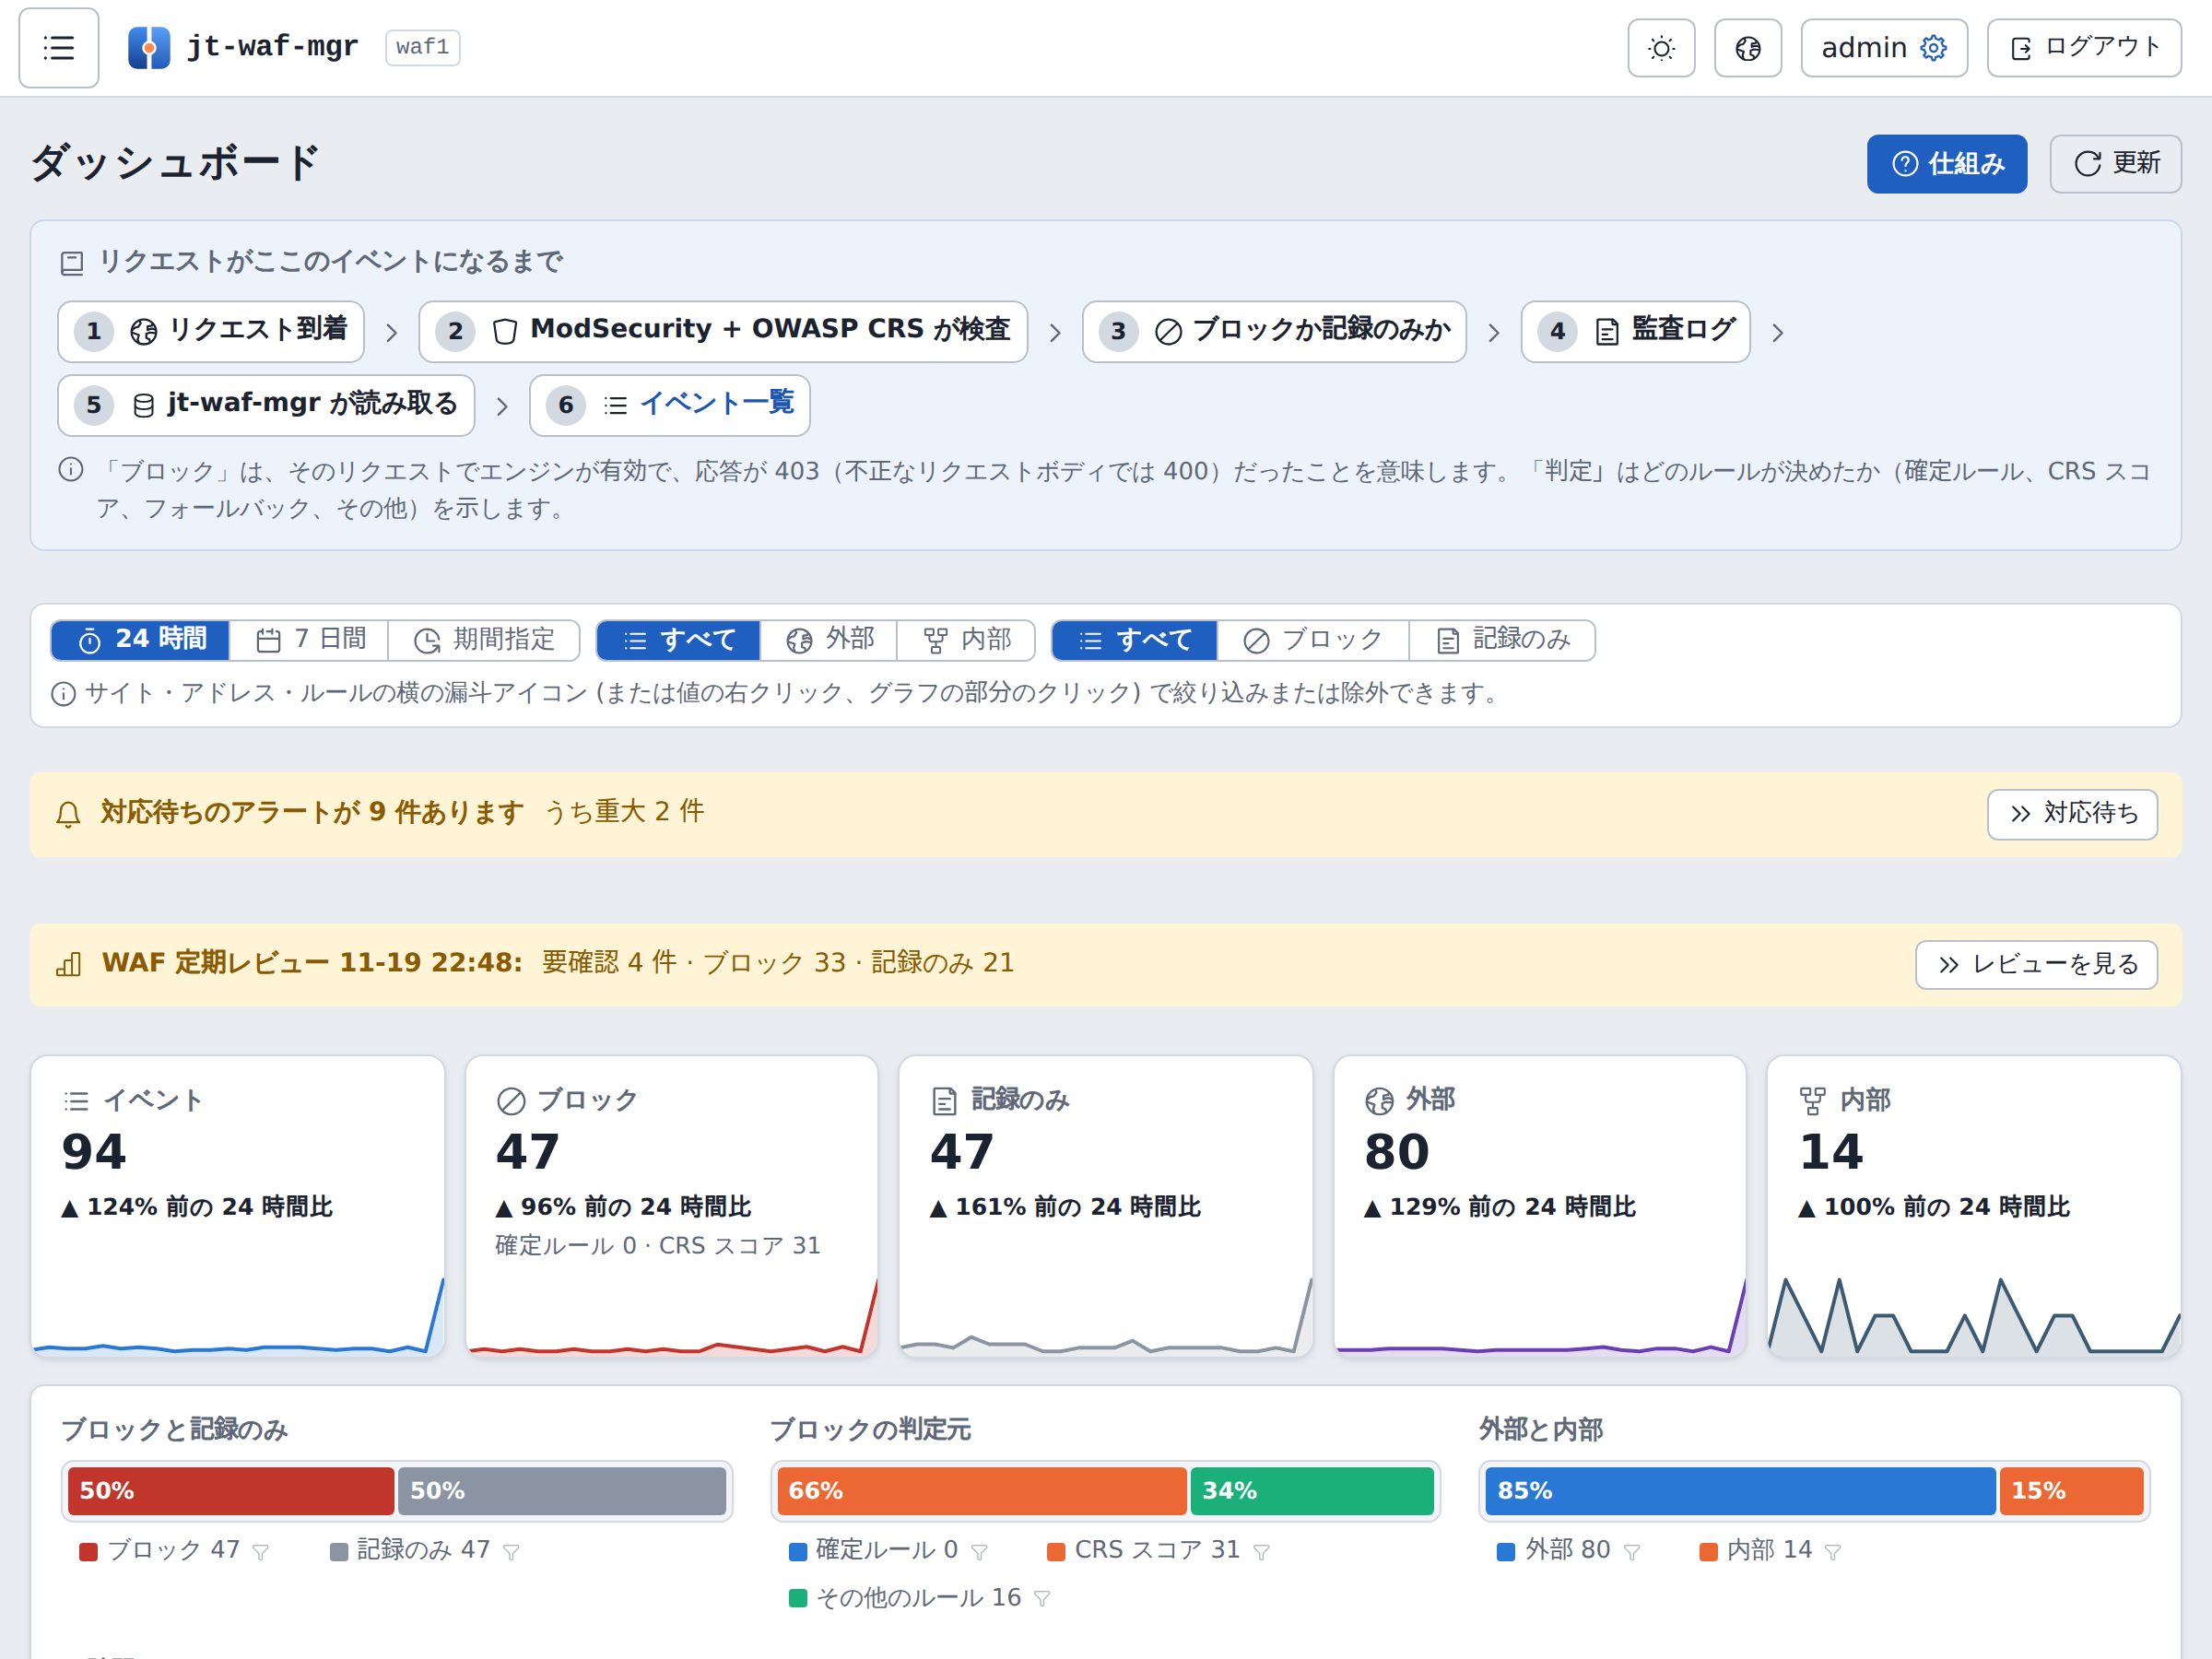 jt-waf-mgr waf1 admin ログアウト
ダッシュボード 仕組み 更新
リクエストがここのイベントになるまで
1 リクエスト到着 2 ModSecurity + OWASP CRS が検査 3 ブロックか記録のみか 4 監査ログ
5 jt-waf-mgr が読み取る 6 イベント一覧
「ブロック」は、そのリクエストでエンジンが有効で、応答が 403（不正なリクエストボディでは 400）だったことを意味します。「判定」はどのルールが決めたか（確定ルール、CRS スコ
ア、フォールバック、その他）を示します。
24 時間 7 日間 期間指定 すべて 外部 内部 すべて ブロック 記録のみ
サイト・アドレス・ルールの横の漏斗アイコン (または値の右クリック、グラフの部分のクリック) で絞り込みまたは除外できます。
対応待ちのアラートが 9 件あります うち重大 2 件 対応待ち
WAF 定期レビュー 11-19 22:48: 要確認 4 件 · ブロック 33 · 記録のみ 21 レビューを見る
イベント ブロック 記録のみ 外部 内部
94 47 47 80 14
▲ 124% 前の 24 時間比 ▲ 96% 前の 24 時間比 ▲ 161% 前の 24 時間比 ▲ 129% 前の 24 時間比 ▲ 100% 前の 24 時間比
確定ルール 0 · CRS スコア 31
ブロックと記録のみ ブロックの判定元 外部と内部
50% 50% 66% 34% 85% 15%
ブロック 47 記録のみ 47 確定ルール 0 CRS スコア 31 外部 80 内部 14
その他のルール 16